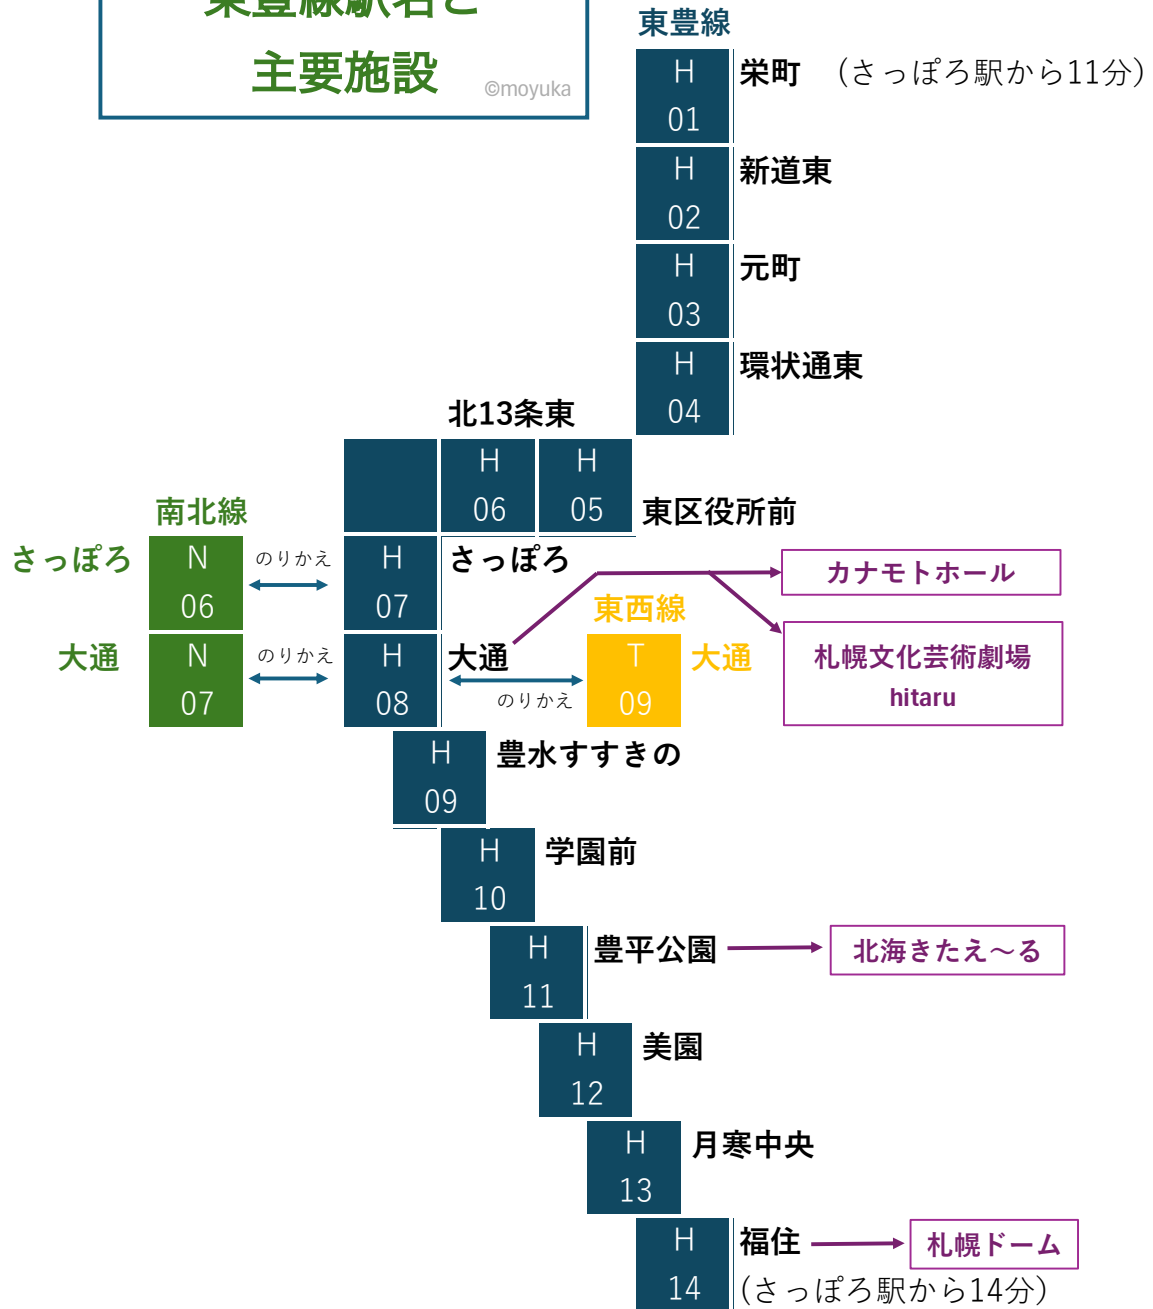 東豊線駅名と
主要施設
©moyuka
東豊線
H
01
栄町 (さっぽろ駅から11分)
H
02
新道東
H
03
元町
H
04
環状通東
北13条東
H
06
H
05
東区役所前
南北線
さっぽろ
N
06
のりかえ
H
07
さっぽろ
カナモトホール
東西線
大通
N
07
のりかえ
H
08
大通
のりかえ
T
09
大通
札幌文化芸術劇場
hitaru
H
09
豊水すすきの
H
10
学園前
H
11
豊平公園
北海きたえ〜る
H
12
美園
H
13
月寒中央
H
14
福住
札幌ドーム
(さっぽろ駅から14分)